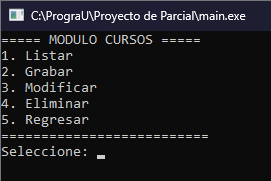 C:\PrograU\Proyecto de Parcial\main.exe
===== MODULO CURSOS =====
1. Listar
2. Grabar
3. Modificar
4. Eliminar
5. Regresar
==========================
Seleccione: _